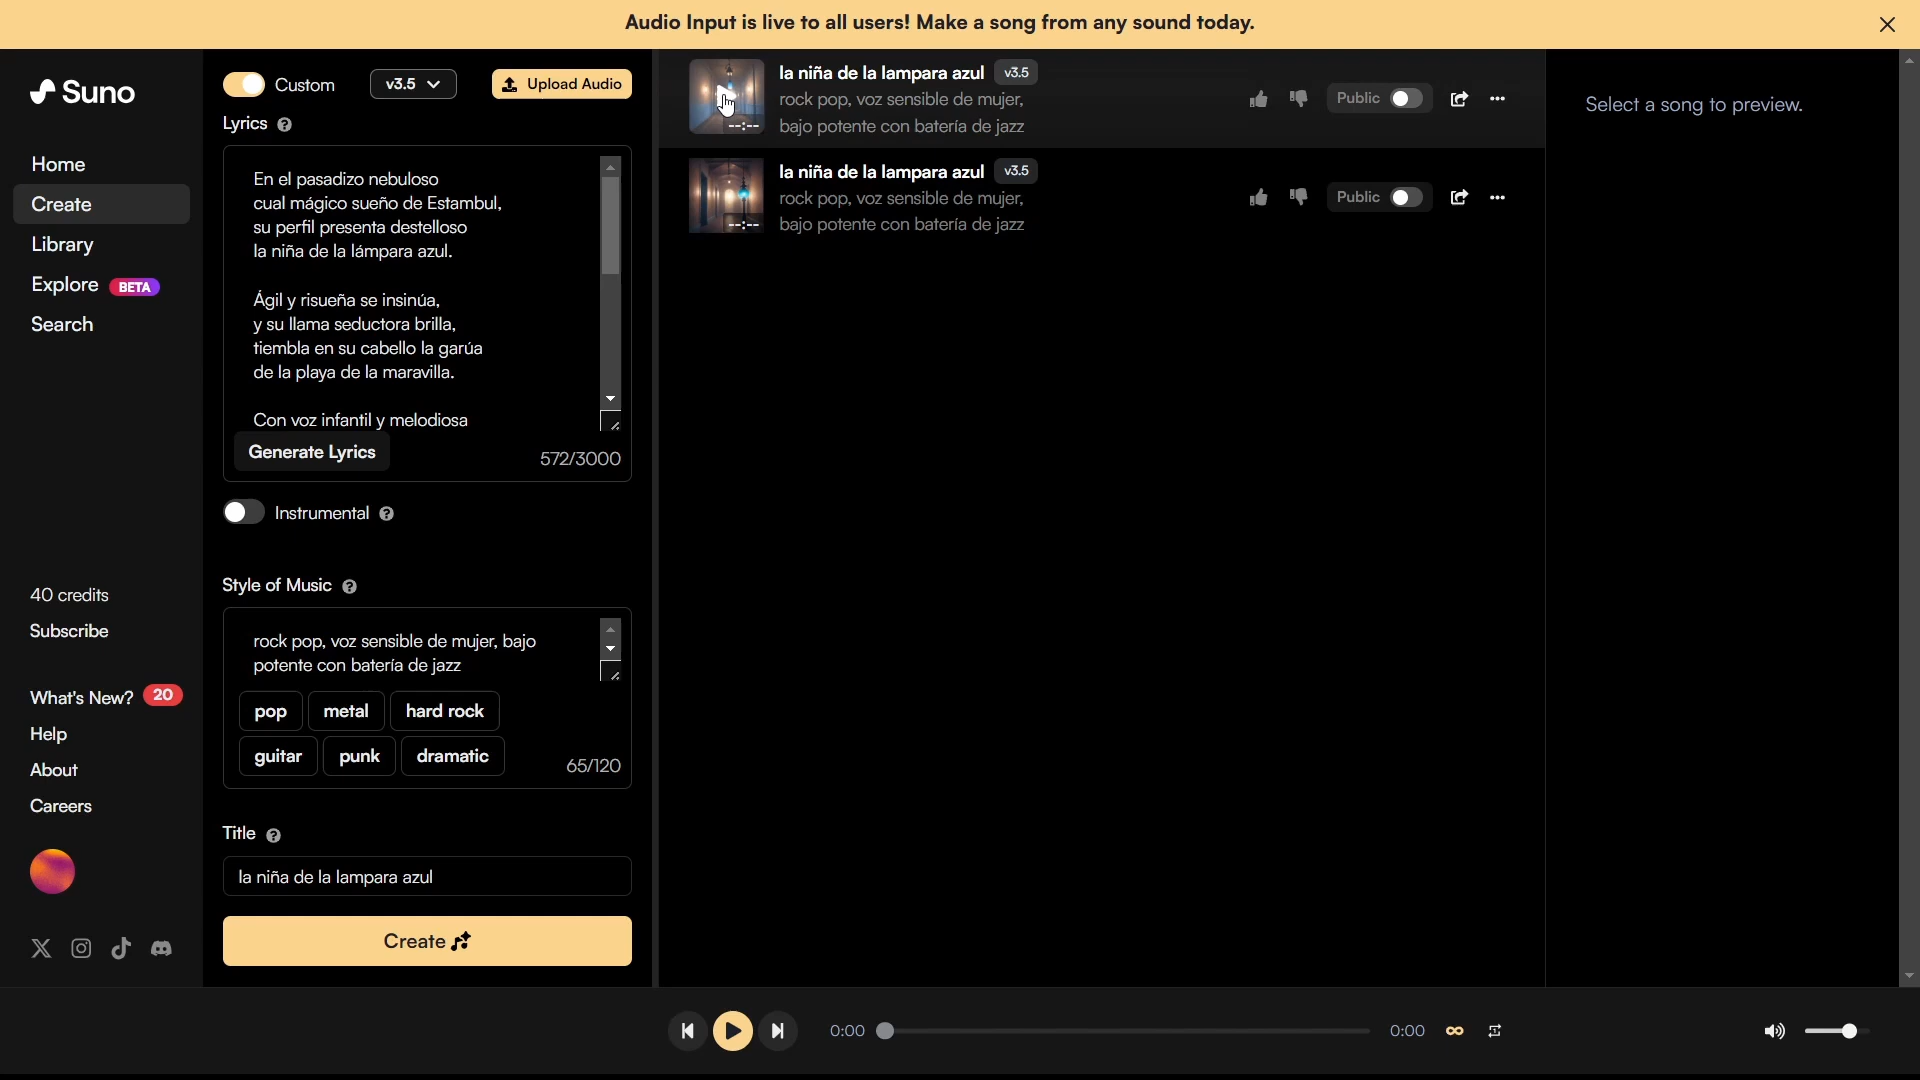 Audio Input is live to all users! Make a song from any sound today.
Suno
Home
Create
Library
Explore BETA
Search
40 credits
Subscribe
What's New? 20
Help
About
Careers
Custom
v3.5
Upload Audio
Lyrics
En el pasadizo nebuloso
cual mágico sueño de Estambul,
su perfil presenta destelloso
la niña de la lámpara azul.
Ágil y risueña se insinúa,
y su llama seductora brilla,
tiembla en su cabello la garúa
de la playa de la maravilla.
Con voz infantil y melodiosa
Generate Lyrics
572/3000
Instrumental
Style of Music
rock pop, voz sensible de mujer, bajo
potente con batería de jazz
pop metal hard rock
guitar punk dramatic
65/120
Title
la niña de la lampara azul
Create
la niña de la lampara azul v3.5
rock pop, voz sensible de mujer,
bajo potente con batería de jazz
--:--
Public
la niña de la lampara azul v3.5
rock pop, voz sensible de mujer,
bajo potente con batería de jazz
--:--
Public
Select a song to preview.
0:00
0:00